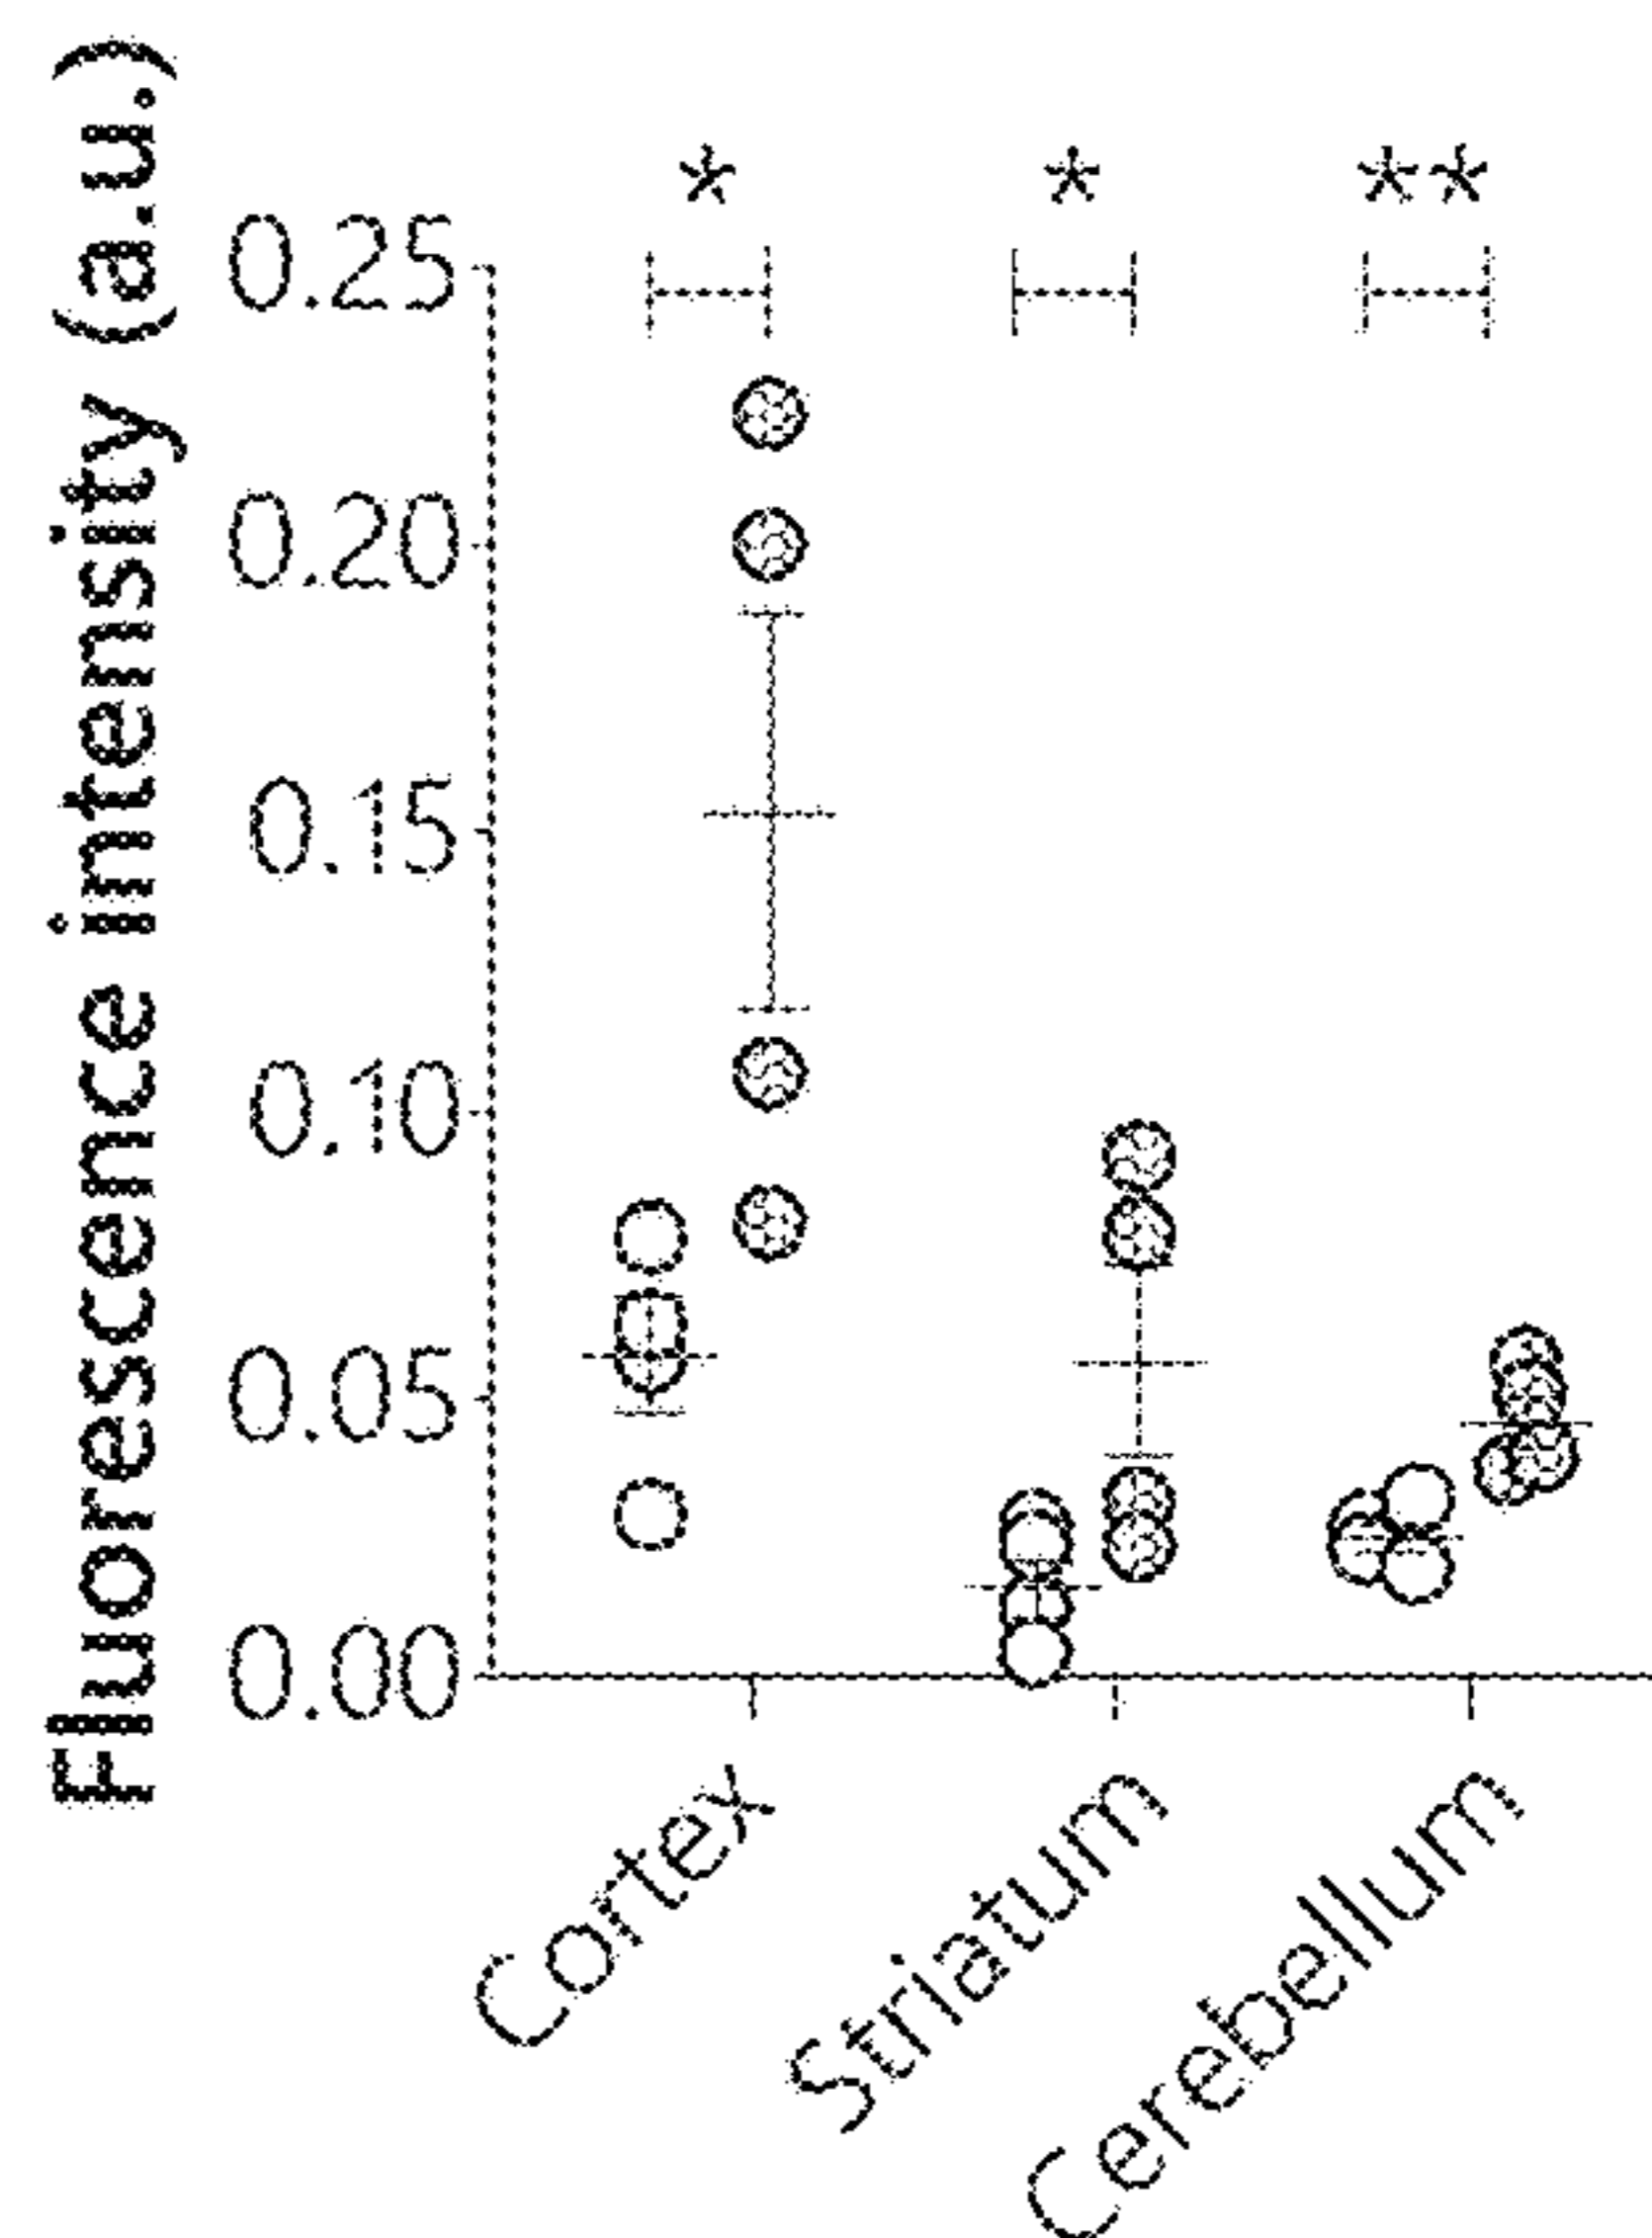 Fluorescence intensity (a.u.)
* * **
0.25
0.20
0.15
0.10
0.05
0.00
Cortex
Striatum
Cerebellum